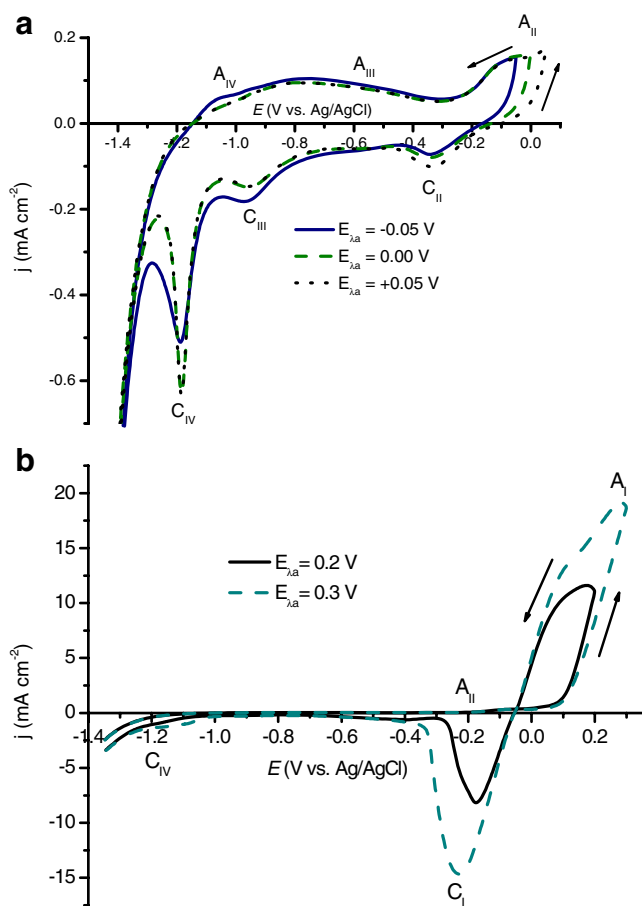 a
A_II
0.2
A_III
A_IV
E (V vs. Ag/AgCl)
0.0
-1.4 -1.2 -1.0 -0.8 -0.6 -0.4 -0.2 0.0
C_II
-0.2
C_III
E_λa = -0.05 V
E_λa = 0.00 V
E_λa = +0.05 V
-0.4
-0.6
C_IV
j (mA cm⁻²)
b
A_I
20
E_λa = 0.2 V
E_λa = 0.3 V
15
10
5
A_II
0
-1.4 -1.2 -1.0 -0.8 -0.6 -0.4 -0.2 0.0 0.2
C_IV
E (V vs. Ag/AgCl)
-5
-10
-15
C_I
j (mA cm⁻²)